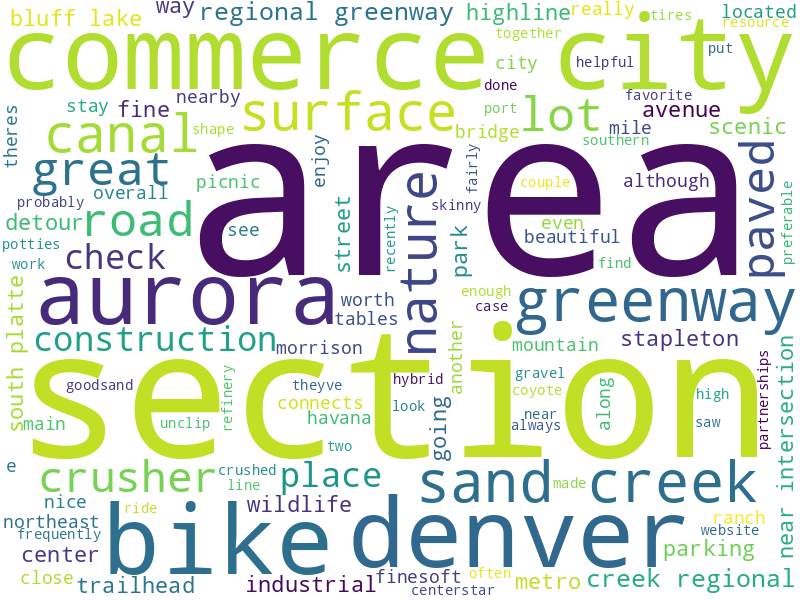 bluff lake way regional greenway highline really tires located
together resource
commerce city
city helpful put
theres stay fine nearby done favorite
canal shape surface port lot mile avenue scenic
bridge southern
great picnic enjoy area fairly couple although paved preferable
probably overall skinny
detour road see street recently nature park even beautiful
potties check find
work
south platte aurora worth tables enough case greenway
construction morrison another mountain stapleton
section
goodsand refinery theyve hybrid gravel coyote along high partnerships near intersection
main unclip connects havana look going near always saw
two
e crusher crushed line place sand creek made
nice wildlife
northeast ride bike denver ranch
frequently website
center parking
close trailhead industrial finesoft often metro creek regional
centerstar